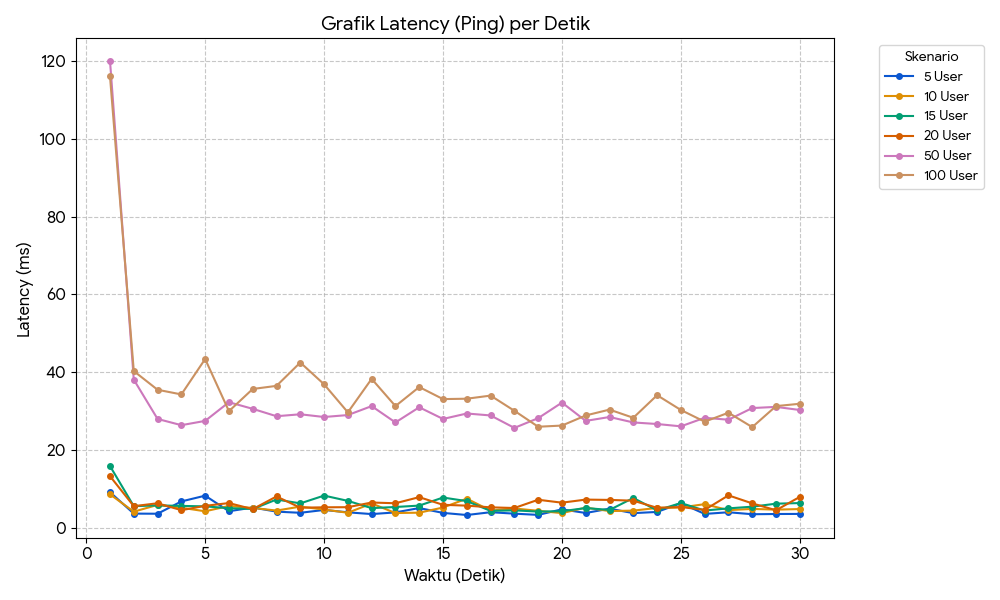 Grafik Latency (Ping) per Detik
Latency (ms)
120
100
80
60
40
20
0
0 5 10 15 20 25 30
Waktu (Detik)
Skenario
5 User
10 User
15 User
20 User
50 User
100 User